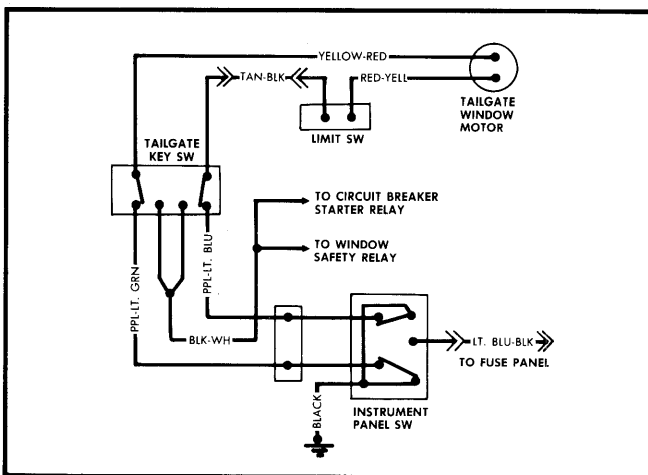 YELLOW-RED
TAN-BLK
RED-YELL
TAILGATE
WINDOW
MOTOR
LIMIT SW
TAILGATE
KEY SW
TO CIRCUIT BREAKER
STARTER RELAY
TO WINDOW
SAFETY RELAY
PPL-LT. GRN
PPL-LT. BLU
BLK-WH
LT. BLU-BLK
TO FUSE PANEL
BLACK
INSTRUMENT
PANEL SW